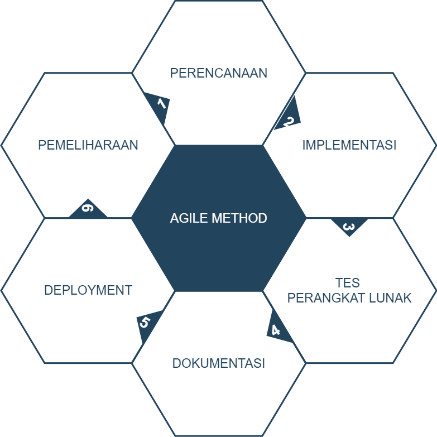 PERENCANAAN
1
2
PEMELIHARAAN
IMPLEMENTASI
6
AGILE METHOD
3
DEPLOYMENT
TES
PERANGKAT LUNAK
5
4
DOKUMENTASI